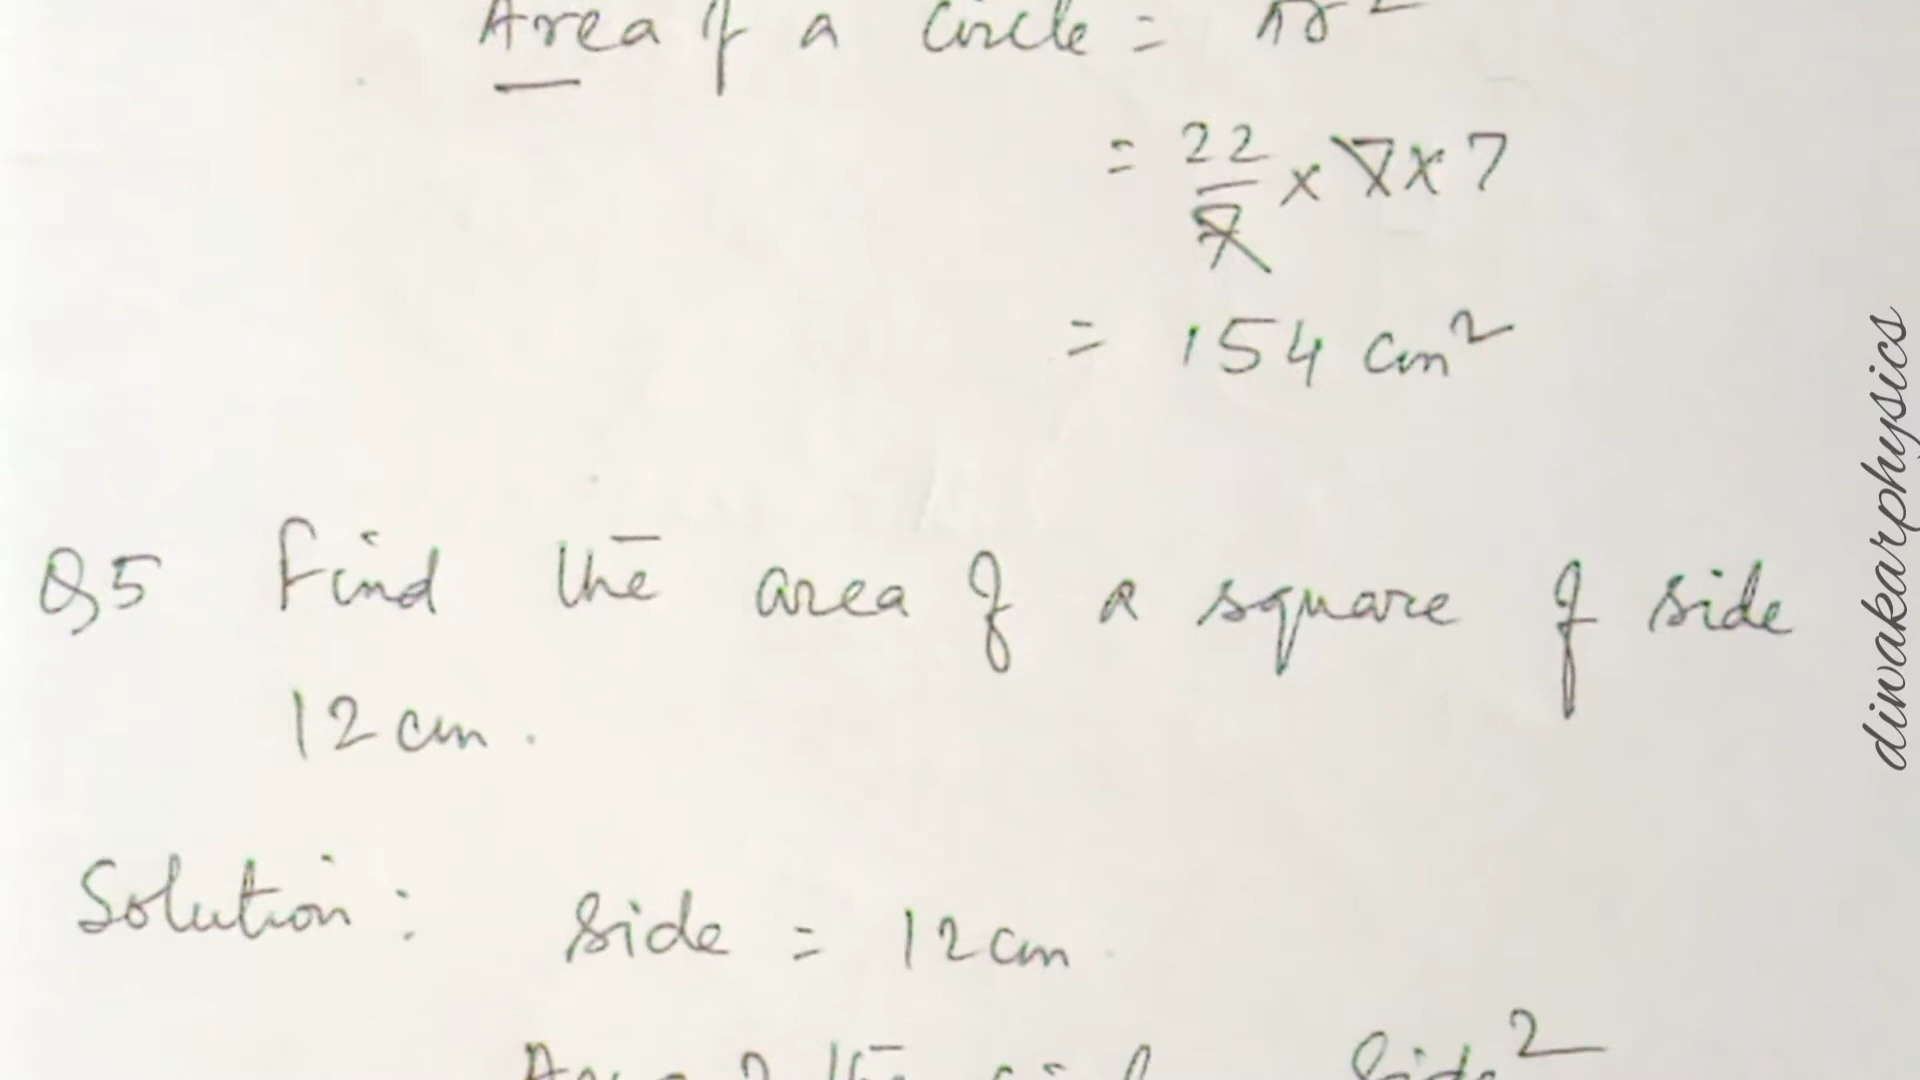 Area of a Circle = πr²
= 22/7 × 7 × 7
= 154 cm²
Q5 Find the area of a square of side
12 cm.
Solution : Side = 12 cm
Side²
diwakarphysics